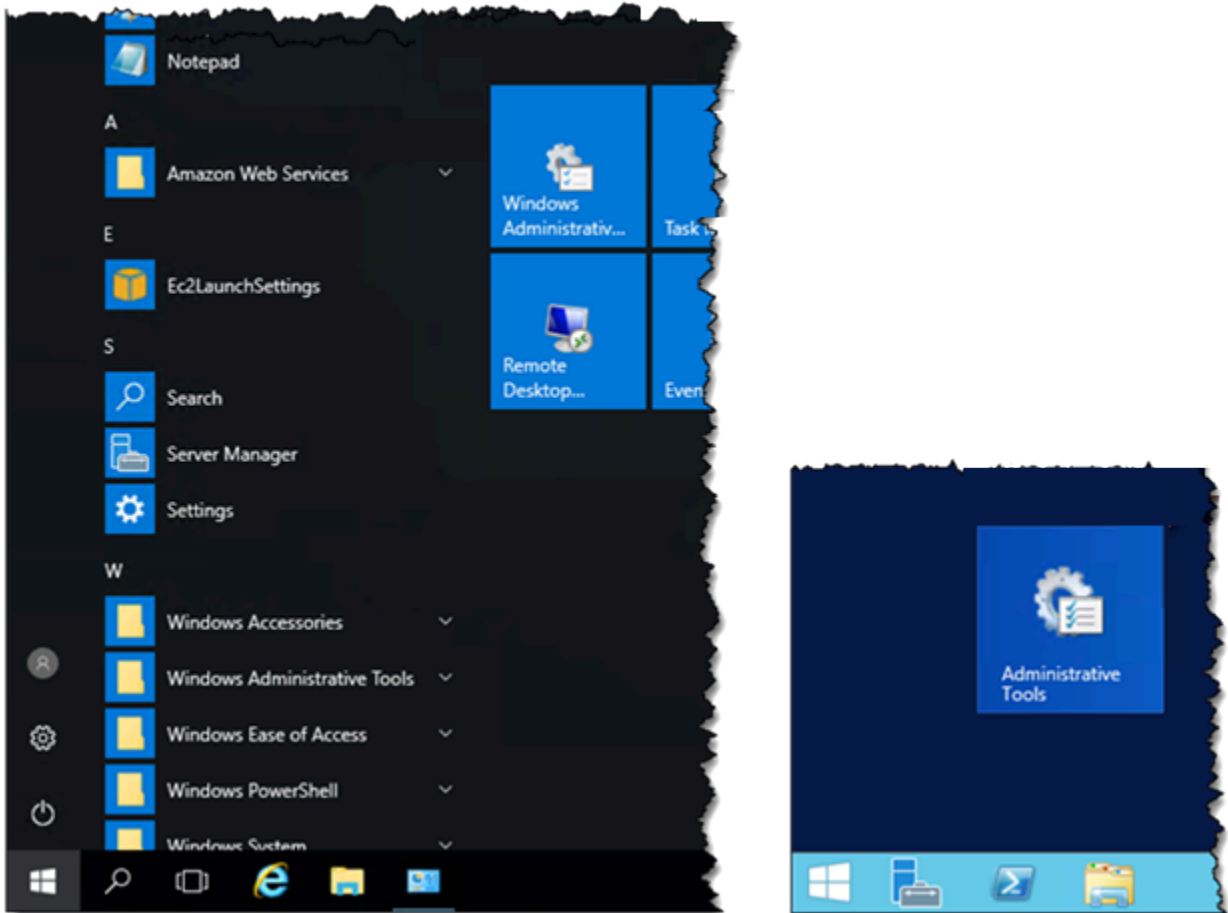 Notepad
A
Amazon Web Services
E
Ec2LaunchSettings
S
Search
Server Manager
Settings
W
Windows Accessories
Windows Administrative Tools
Windows Ease of Access
Windows PowerShell
Windows System
Windows
Administrativ...
Task
Remote
Desktop...
Even
Administrative
Tools